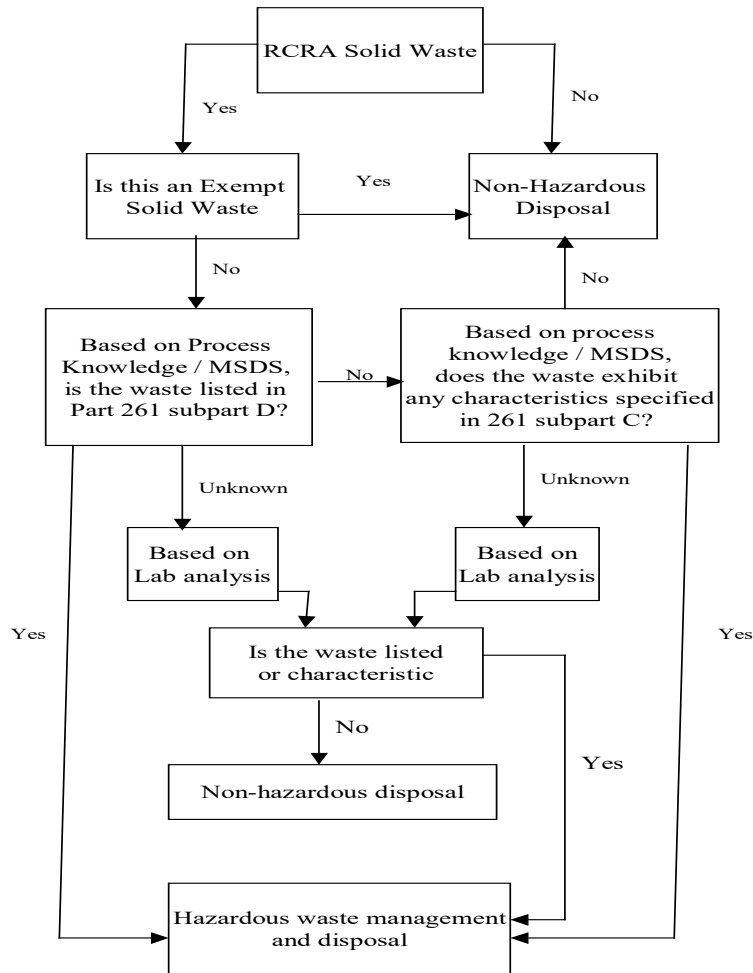 RCRA Solid Waste
Yes
No
Is this an Exempt
Solid Waste
Yes
Non-Hazardous
Disposal
No
No
Based on Process
Knowledge / MSDS,
is the waste listed in
Part 261 subpart D?
No
Based on process
knowledge / MSDS,
does the waste exhibit
any characteristics specified
in 261 subpart C?
Unknown
Unknown
Based on
Lab analysis
Based on
Lab analysis
Yes
Yes
Is the waste listed
or characteristic
No
Yes
Non-hazardous disposal
Hazardous waste management
and disposal